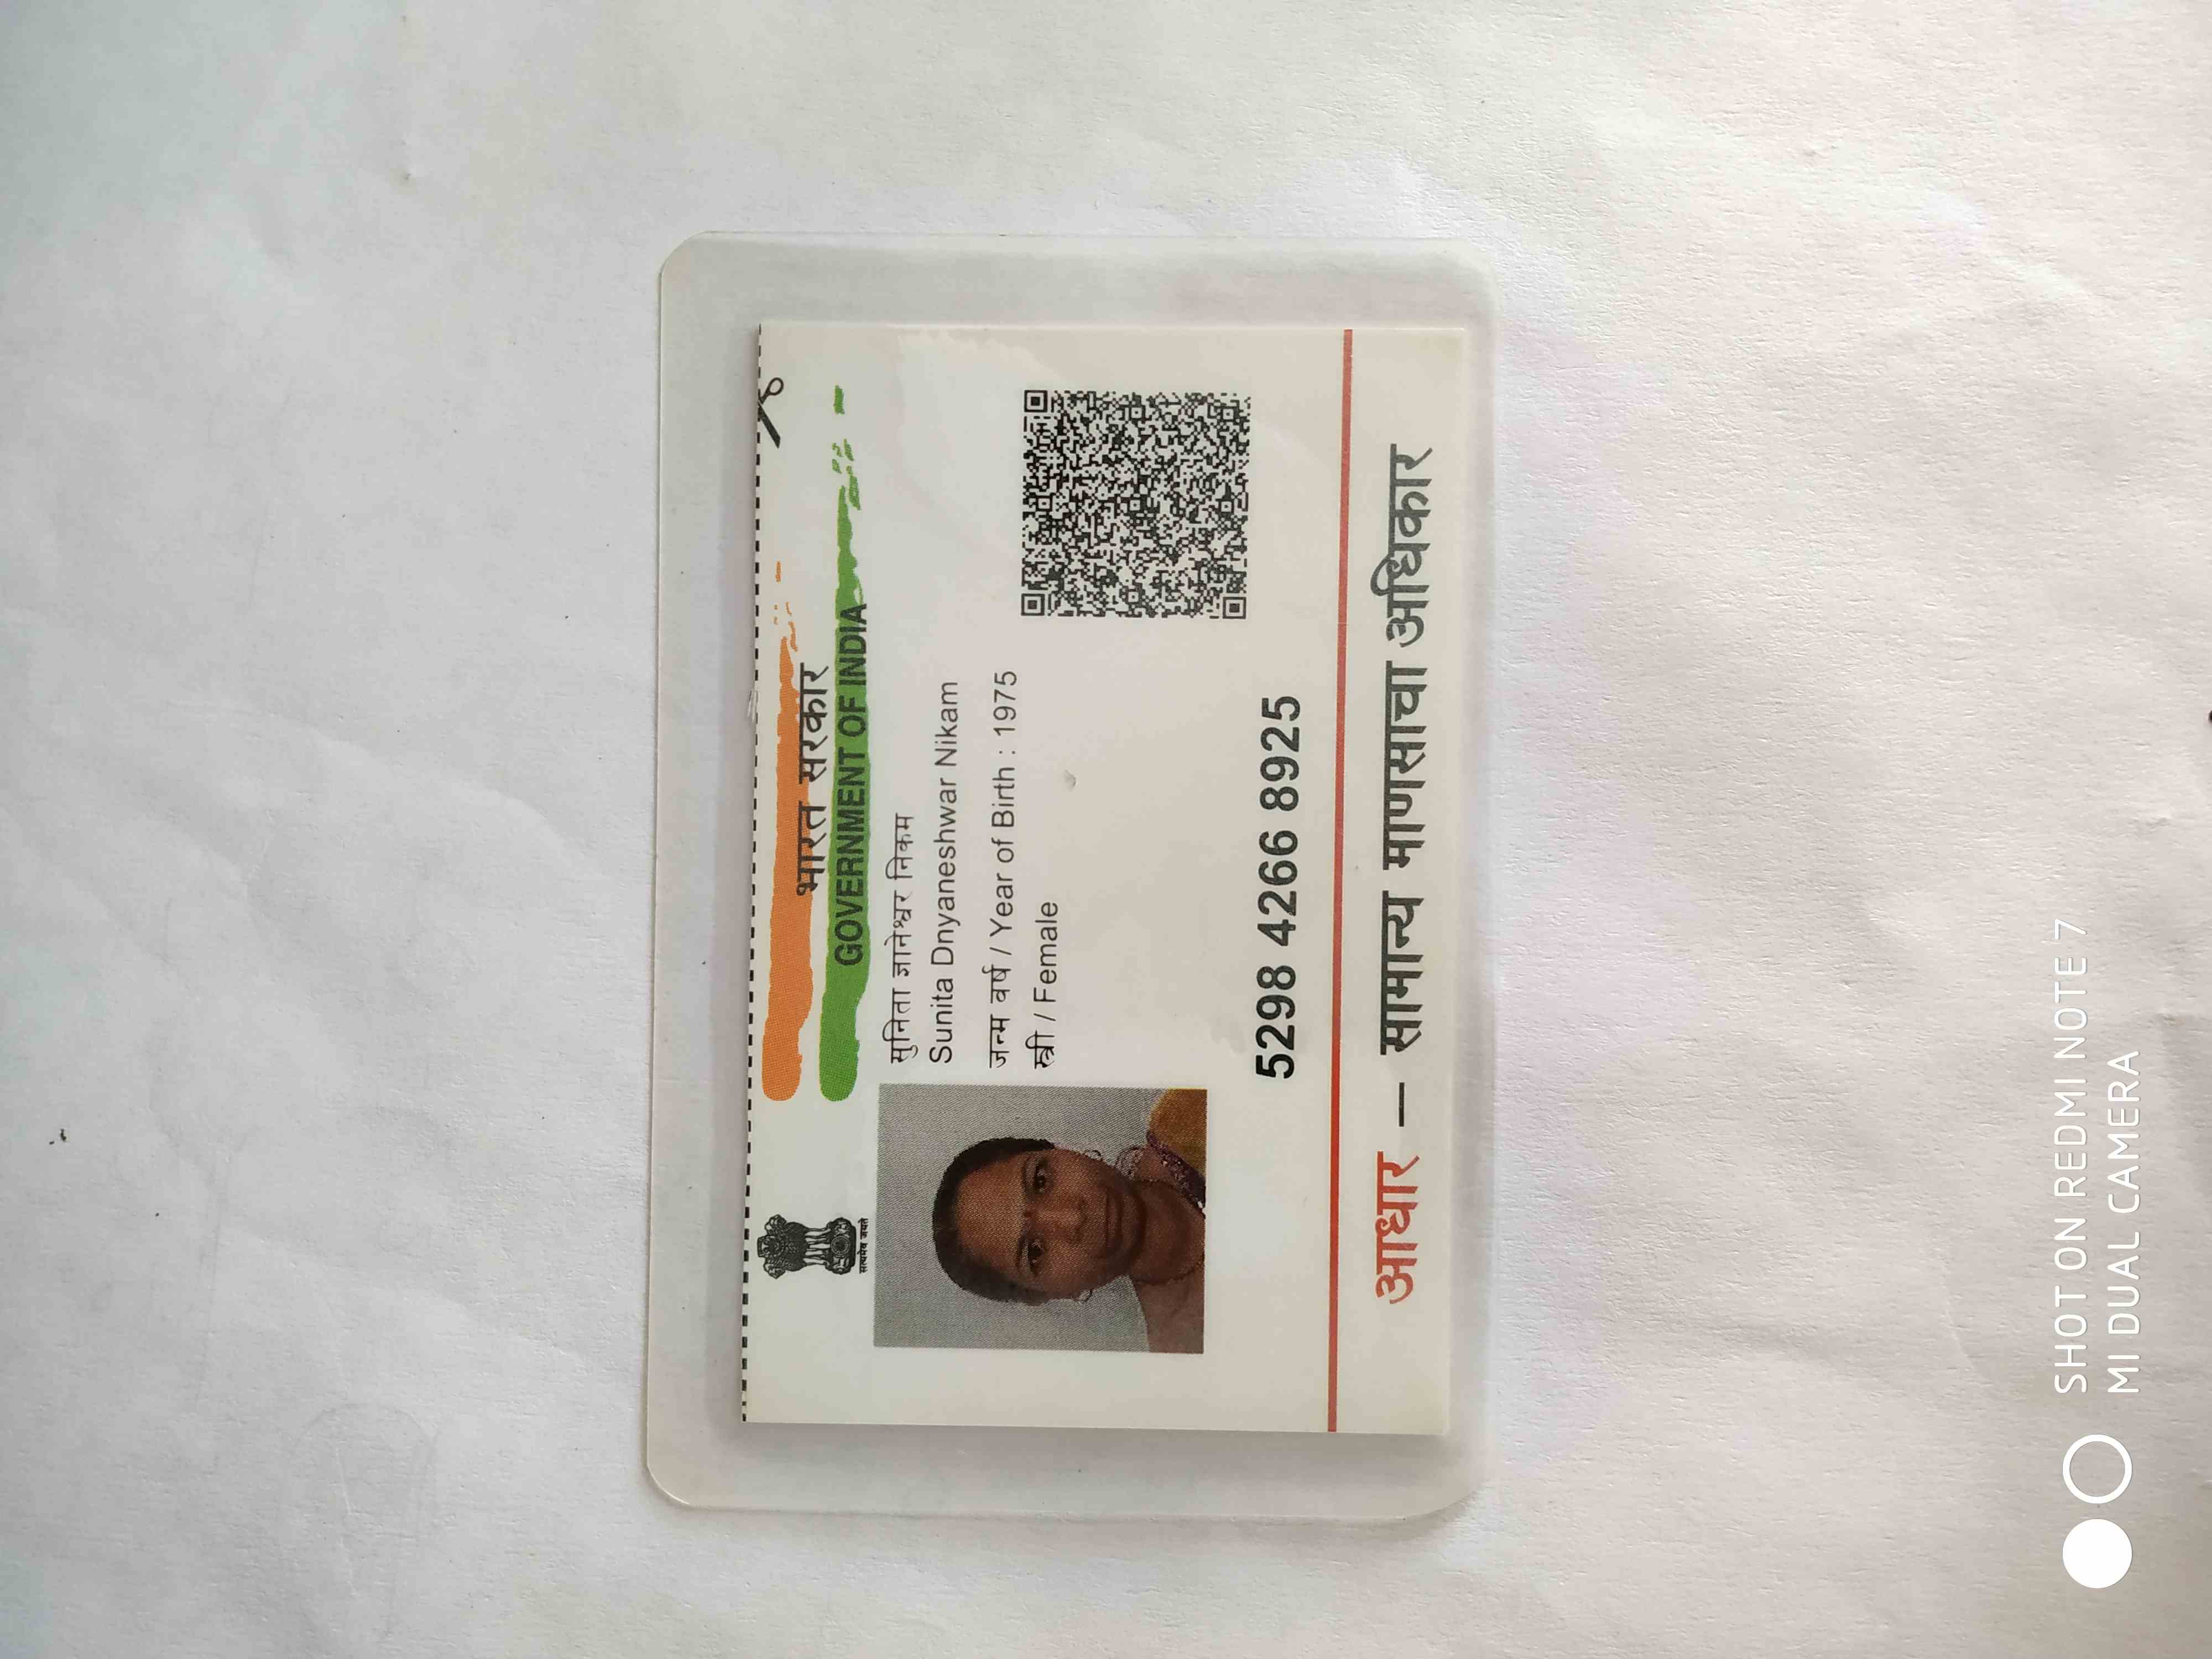 भारत सरकार
GOVERNMENT OF INDIA
सत्यमेव जयते
सुनिता ज्ञानेश्वर निकम
Sunita Dnyaneshwar Nikam
जन्म वर्ष / Year of Birth : 1975
स्त्री / Female
5298 4266 8925
आधार – सामान्य माणसाचा अधिकार
SHOT ON REDMI NOTE 7
MI DUAL CAMERA